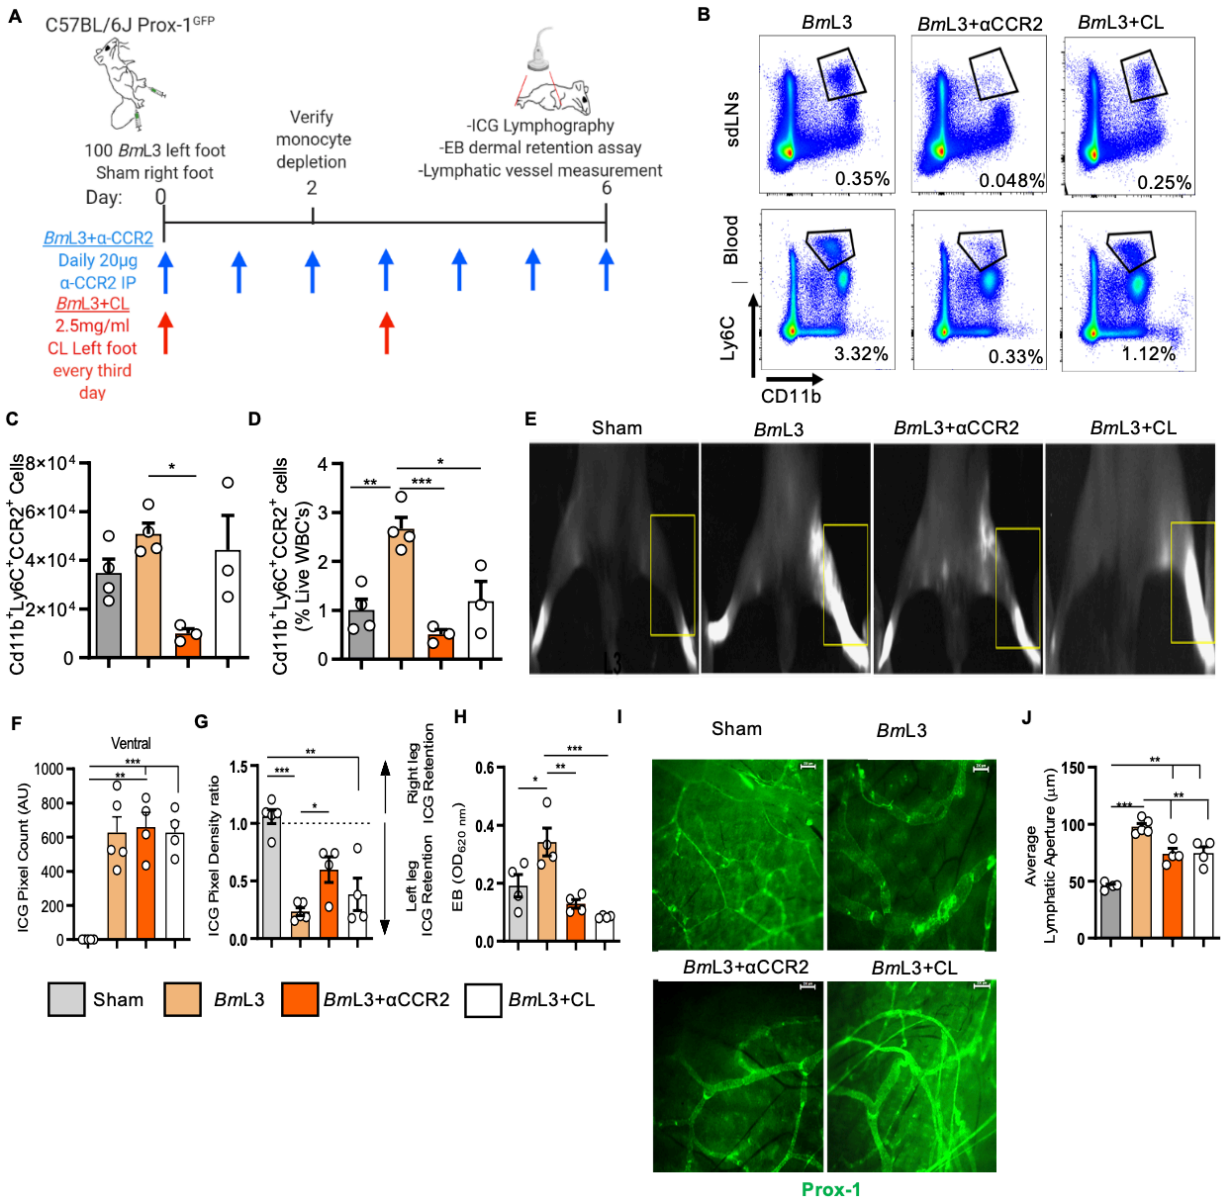 A
C57BL/6J Prox-1GFP
100 BmL3 left foot
Sham right foot
Verify
monocyte
depletion
-ICG Lymphography
-EB dermal retention assay
-Lymphatic vessel measurement
Day:
0
2
6
BmL3+α-CCR2
Daily 20μg
α-CCR2 IP
BmL3+CL
2.5mg/ml
CL Left foot
every third
day
B
BmL3
BmL3+αCCR2
BmL3+CL
sdLNs
0.35%
0.048%
0.25%
Blood
3.32%
0.33%
1.12%
Ly6C
CD11b
C
Cd11b+Ly6C+CCR2+ Cells
8×10⁴
6×10⁴
4×10⁴
2×10⁴
0
*
D
Cd11b+Ly6C+CCR2+ cells
(% Live WBC's)
4
3
2
1
0
**
***
*
E
Sham
BmL3
BmL3+αCCR2
BmL3+CL
L3
F
Ventral
ICG Pixel Count (AU)
1000
800
600
400
200
0
***
**
G
ICG Pixel Density ratio
1.5
1.0
0.5
0.0
**
***
*
Right leg
ICG Retention
Left leg
ICG Retention
H
EB (OD620 nm)
0.6
0.4
0.2
0.0
***
**
*
I
Sham
BmL3
BmL3+αCCR2
BmL3+CL
Prox-1
J
Average
Lymphatic Aperture (μm)
150
100
50
0
**
***
**
Sham
BmL3
BmL3+αCCR2
BmL3+CL